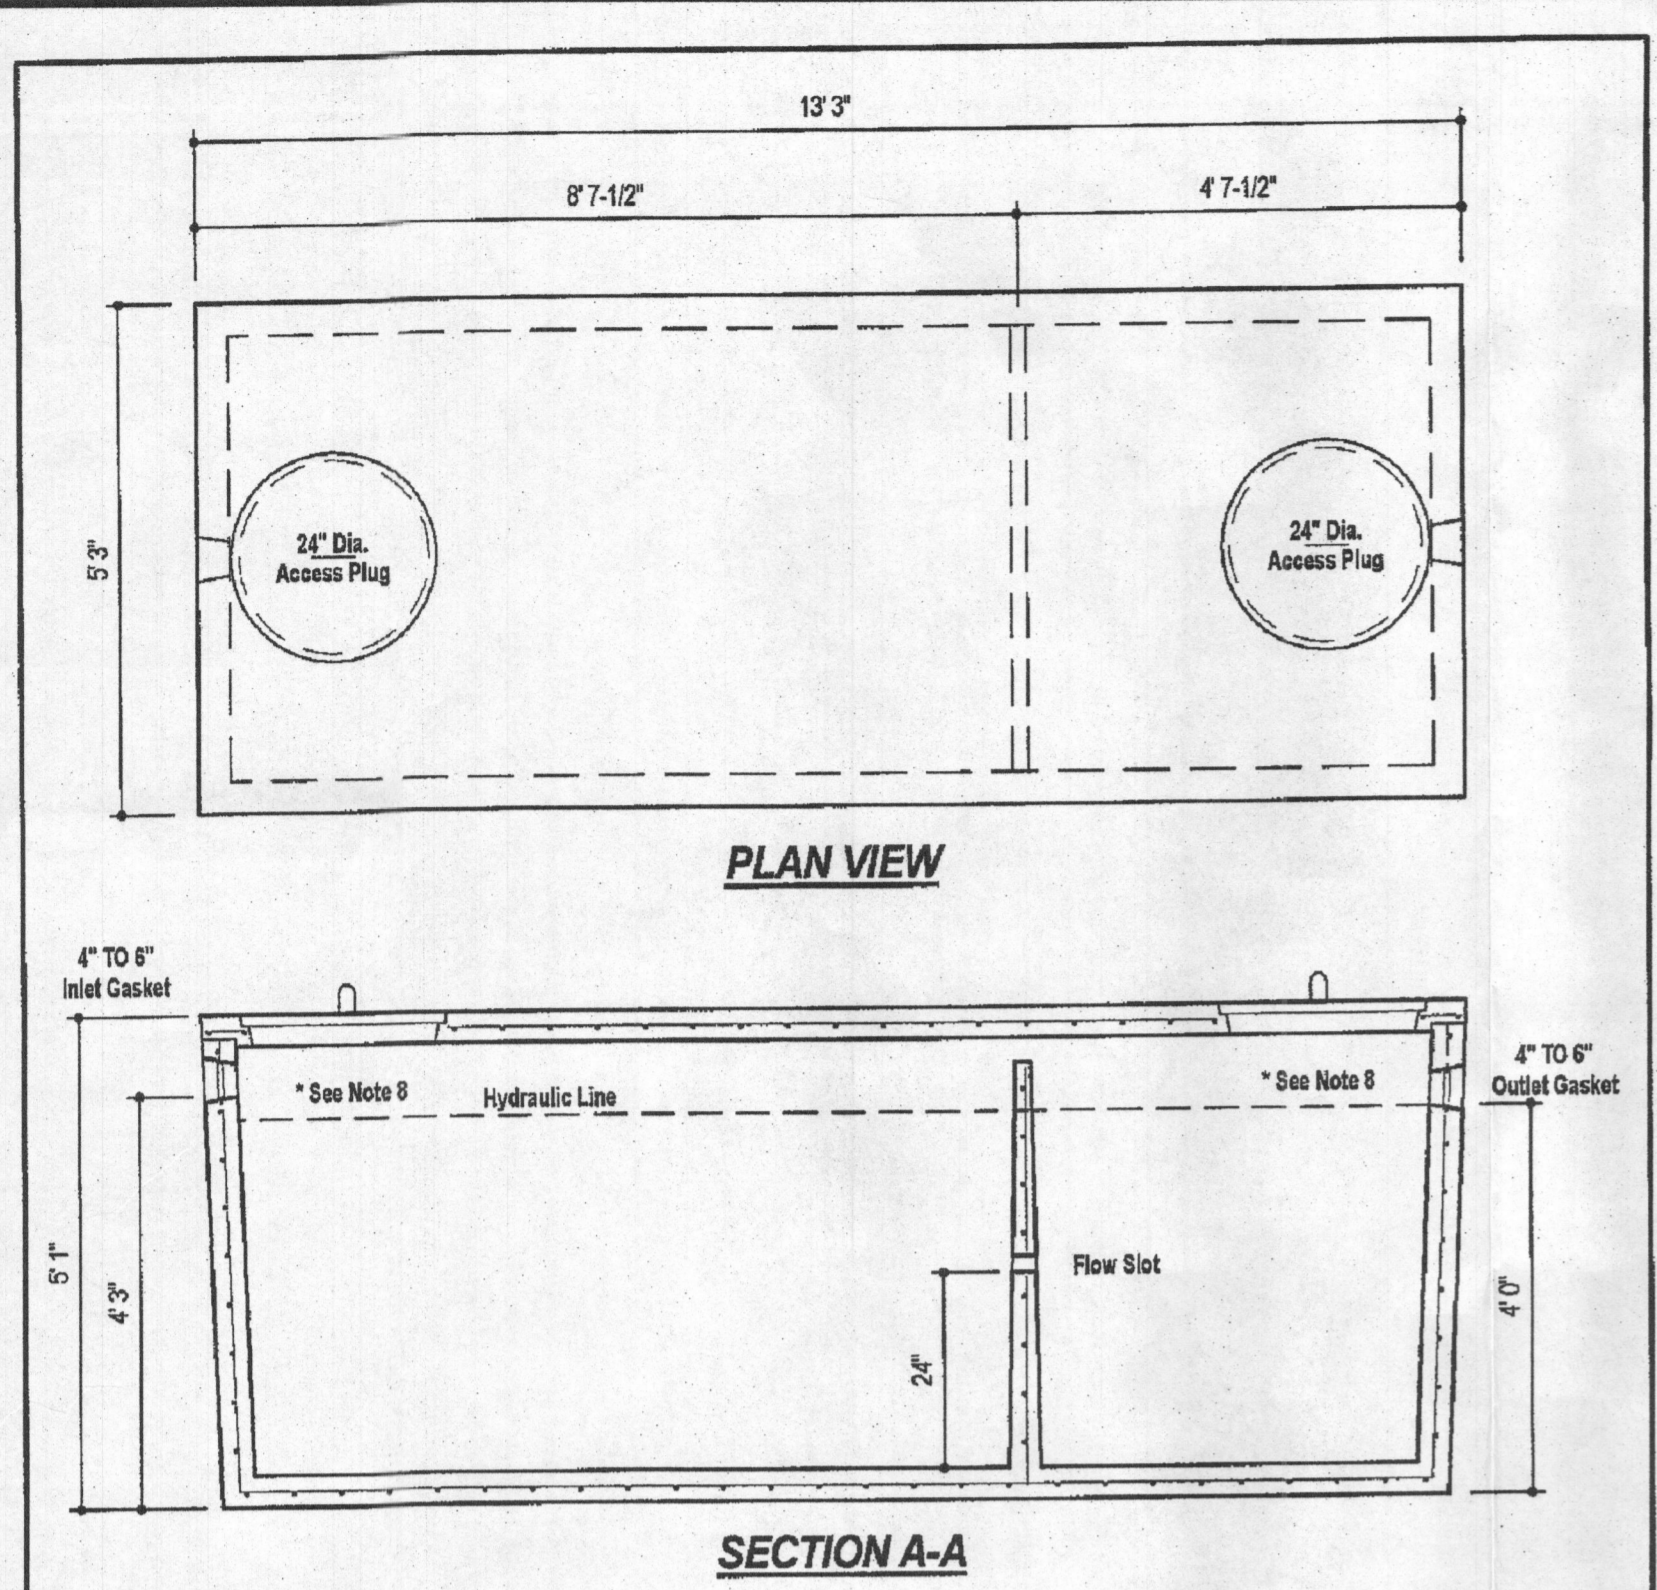 13' 3"
8' 7-1/2"
4' 7-1/2"
5' 3"
24" Dia.
Access Plug
24" Dia.
Access Plug
PLAN VIEW
4" TO 6"
Inlet Gasket
* See Note 8
Hydraulic Line
* See Note 8
4" TO 6"
Outlet Gasket
5' 1"
4' 3"
24"
Flow Slot
4' 0"
SECTION A-A